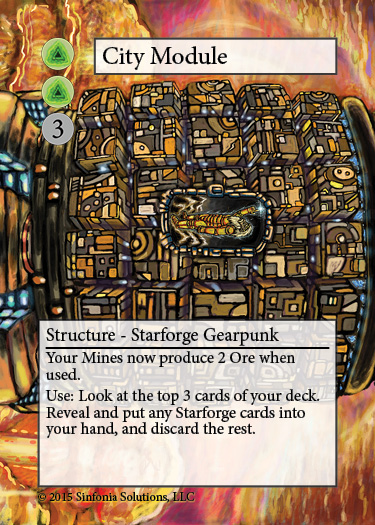 City Module
3
Structure - Starforge Gearpunk
Your Mines now produce 2 Ore when
used.
Use: Look at the top 3 cards of your deck.
Reveal and put any Starforge cards into
your hand, and discard the rest.
© 2015 Sinfonia Solutions, LLC